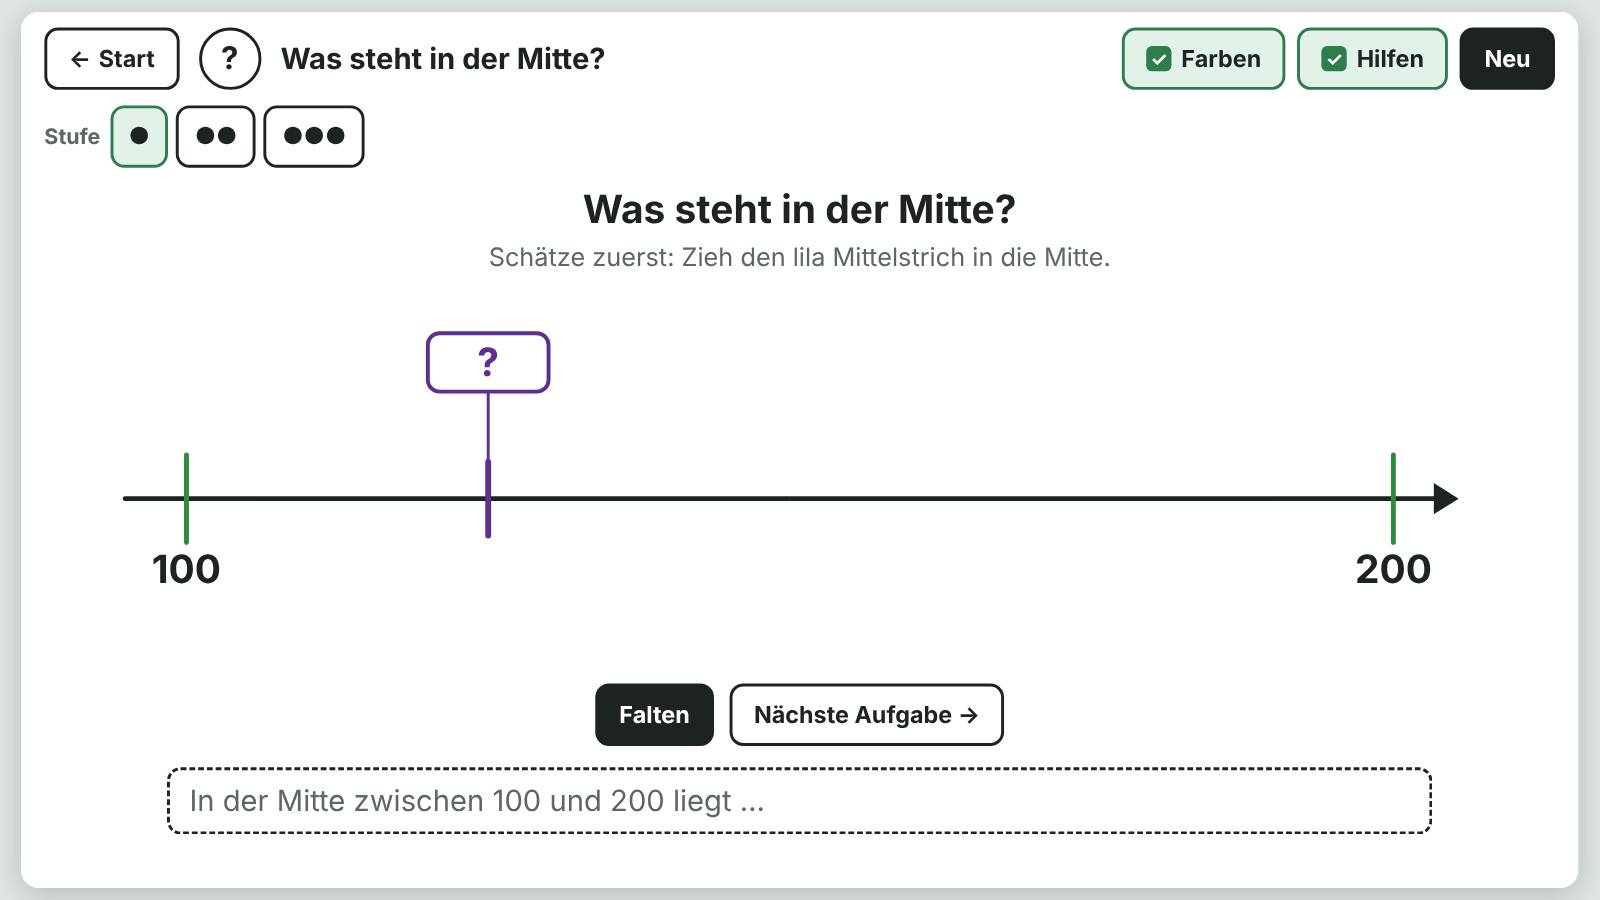 ← Start
?
Was steht in der Mitte?
Farben
Hilfen
Neu
Stufe
Was steht in der Mitte?
Schätze zuerst: Zieh den lila Mittelstrich in die Mitte.
?
100
200
Falten
Nächste Aufgabe →
In der Mitte zwischen 100 und 200 liegt ...